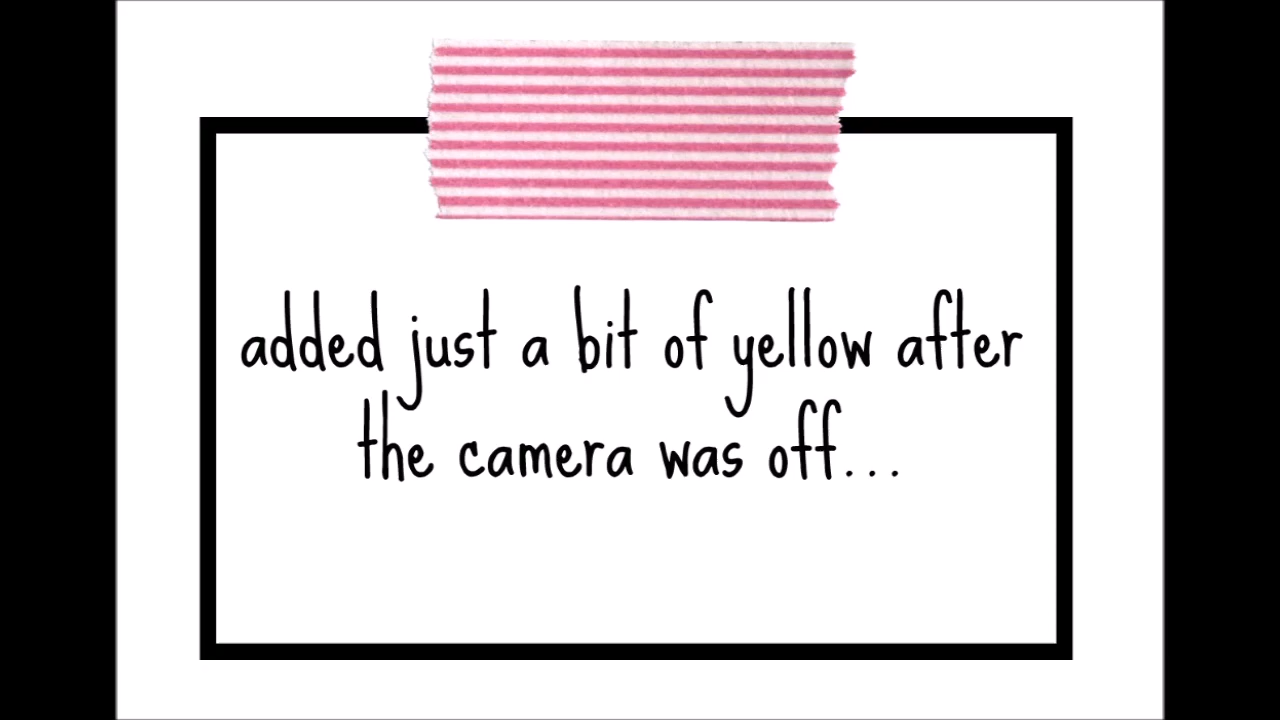 added just a bit of yellow after
the camera was off...